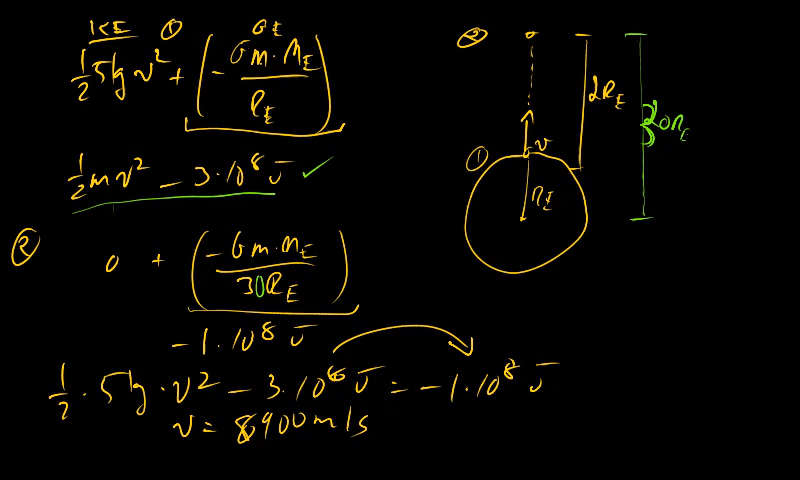 KE ① GE
1/2 5kg v² + (- Gm·M_E / R_E)
1/2 mv² - 3·10⁸ J ✓
② 0 + (-Gm·M_E / 30R_E)
-1·10⁸ J
1/2 · 5kg · v² - 3·10⁸ J = -1·10⁸ J
v = 8900 m/s
②
2R_E
v
①
R_E